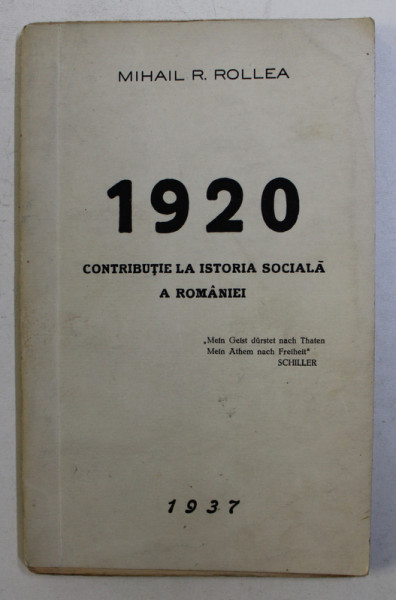 MIHAIL R. ROLLEA
1920
CONTRIBUȚIE LA ISTORIA SOCIALĂ
A ROMÂNIEI
„Mein Geist dürstet nach Thaten
Mein Athem nach Freiheit“
SCHILLER
1937